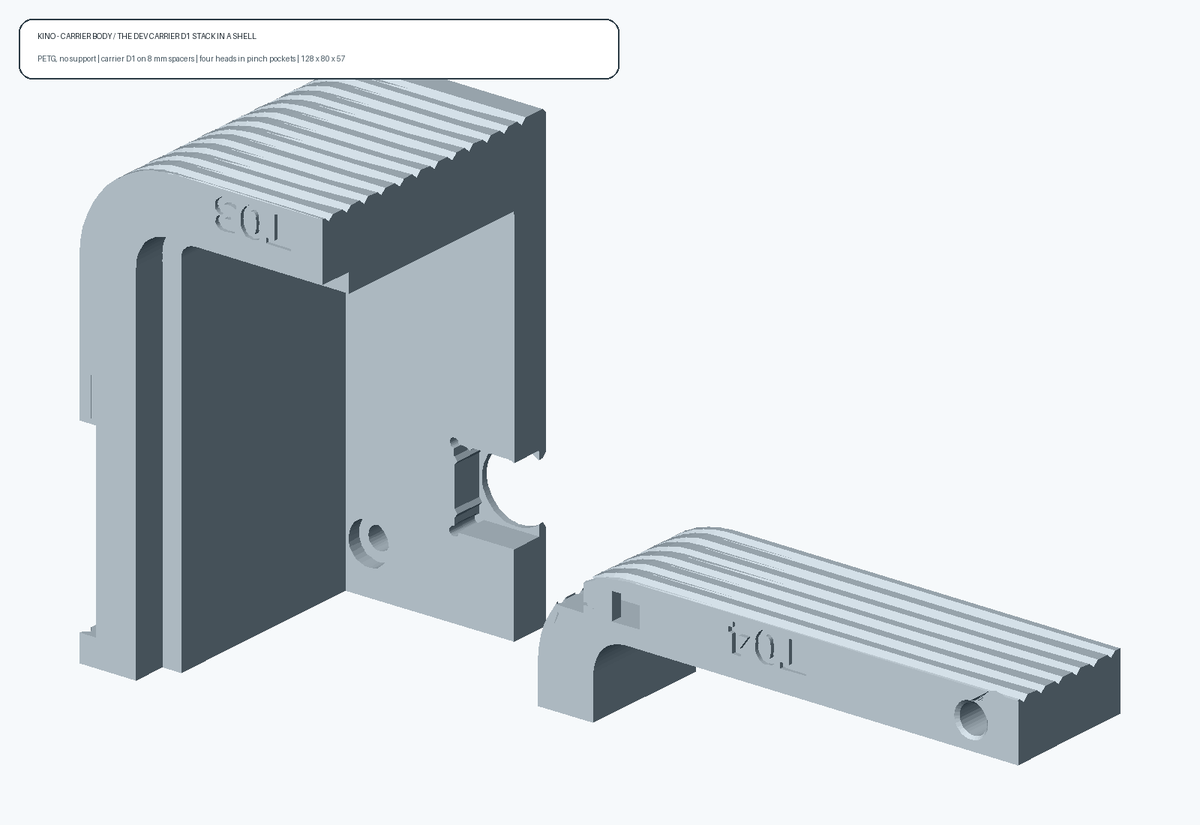 KINO - CARRIER BODY / THE DEV CARRIER D1 STACK IN A SHELL
PETG, no support | carrier D1 on 8 mm spacers | four heads in pinch pockets | 128 x 80 x 57
T03
T04